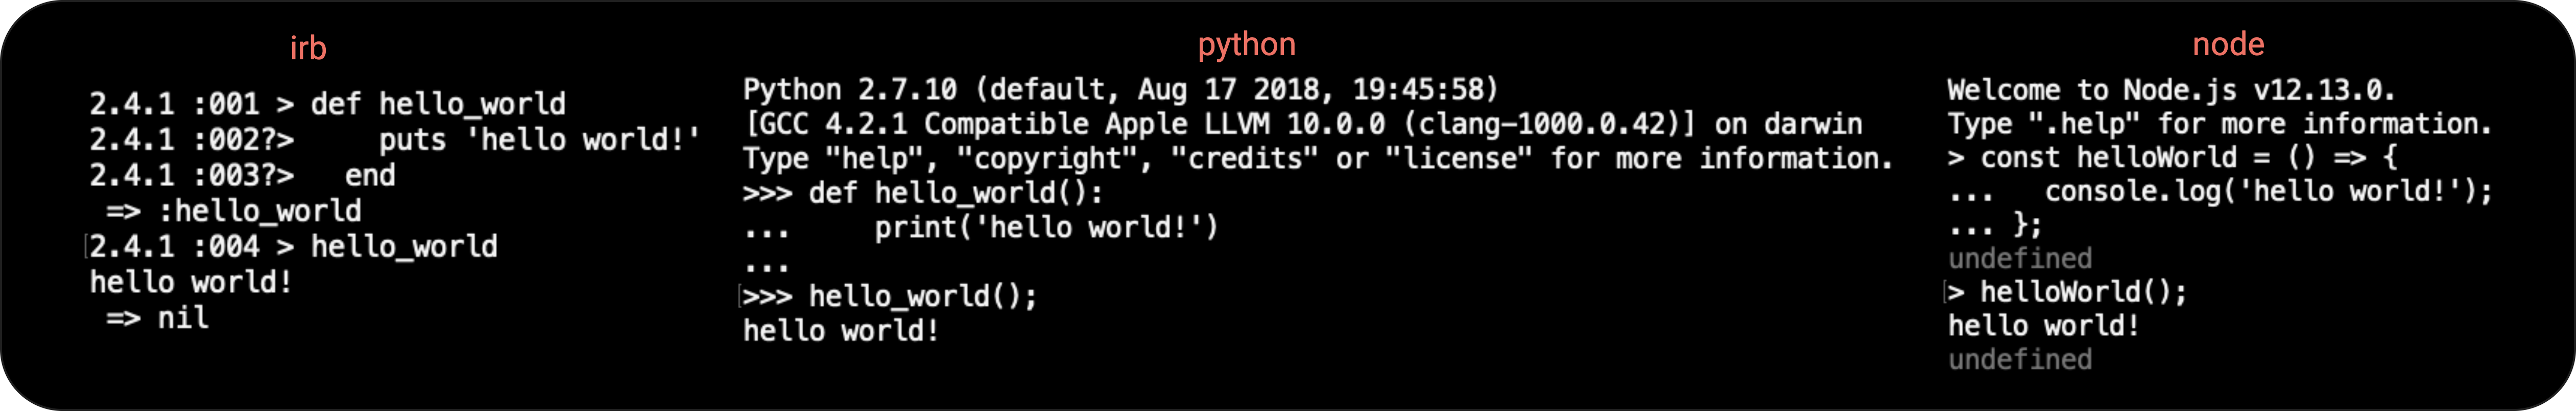 irb
2.4.1 :001 > def hello_world
2.4.1 :002?>     puts 'hello world!'
2.4.1 :003?>   end
 => :hello_world
2.4.1 :004 > hello_world
hello world!
 => nil
python
Python 2.7.10 (default, Aug 17 2018, 19:45:58)
[GCC 4.2.1 Compatible Apple LLVM 10.0.0 (clang-1000.0.42)] on darwin
Type "help", "copyright", "credits" or "license" for more information.
>>> def hello_world():
...     print('hello world!')
...
>>> hello_world();
hello world!
node
Welcome to Node.js v12.13.0.
Type ".help" for more information.
> const helloWorld = () => {
...   console.log('hello world!');
... };
undefined
> helloWorld();
hello world!
undefined